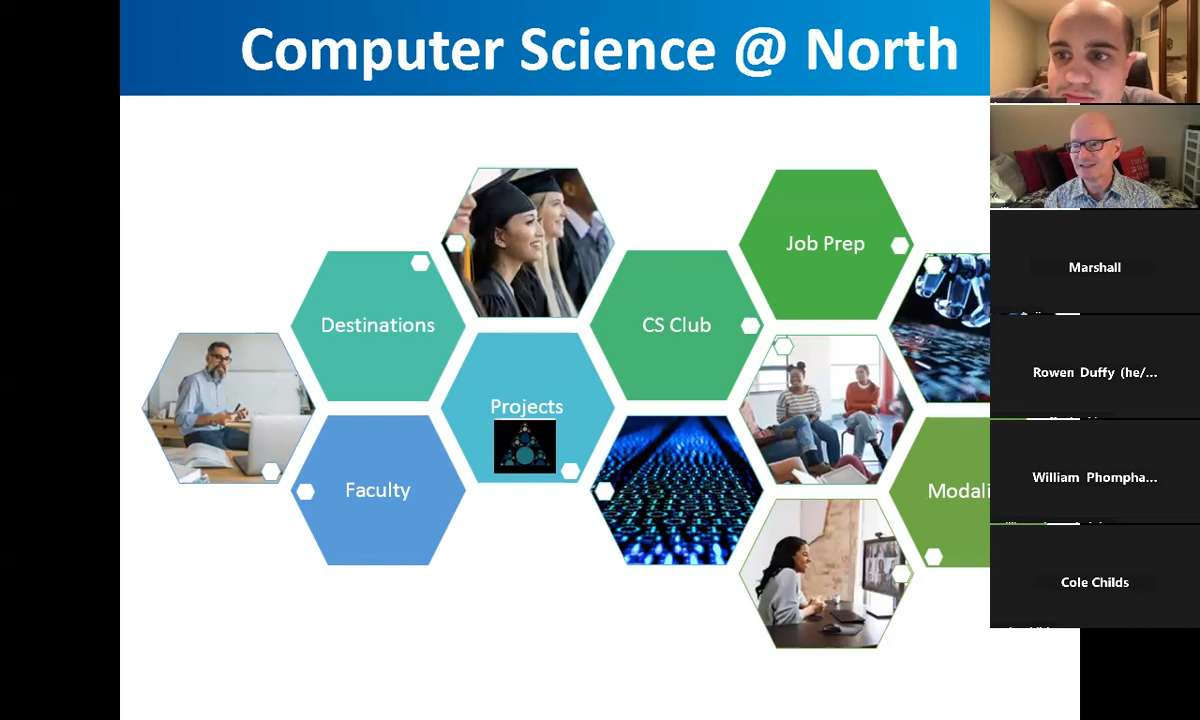 Computer Science @ North
Job Prep
Destinations
CS Club
Projects
Faculty
Modali
Marshall
Rowen Duffy (he/...
William Phompha...
Cole Childs